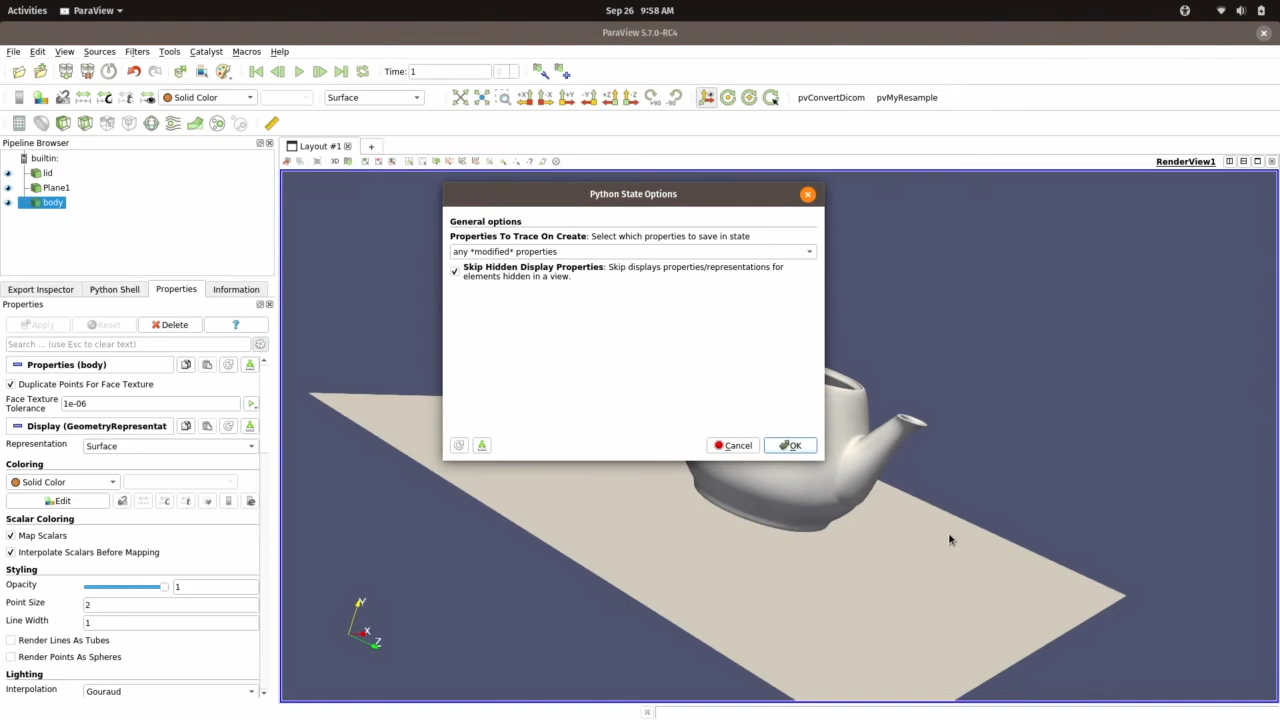 Activities ParaView Sep 26 9:58 AM
ParaView 5.7.0-RC4
File Edit View Sources Filters Tools Catalyst Macros Help
Time: 1 0
Solid Color Surface pvConvertDicom pvMyResample
Pipeline Browser
Layout #1 +
builtin:
3D RenderView1
lid
Plane1
body
Python State Options
General options
Properties To Trace On Create: Select which properties to save in state
any *modified* properties
Skip Hidden Display Properties: Skip displays properties/representations for
elements hidden in a view.
Cancel OK
Export Inspector Python Shell Properties Information
Properties
Apply Reset Delete ?
Search ... (use Esc to clear text)
Properties (body)
Duplicate Points For Face Texture
Face Texture
Tolerance 1e-06
Display (GeometryRepresentat
Representation Surface
Coloring
Solid Color
Edit
Scalar Coloring
Map Scalars
Interpolate Scalars Before Mapping
Styling
Opacity 1
Point Size 2
Line Width 1
Render Lines As Tubes
Render Points As Spheres
Lighting
Interpolation Gouraud
Y
X
Z